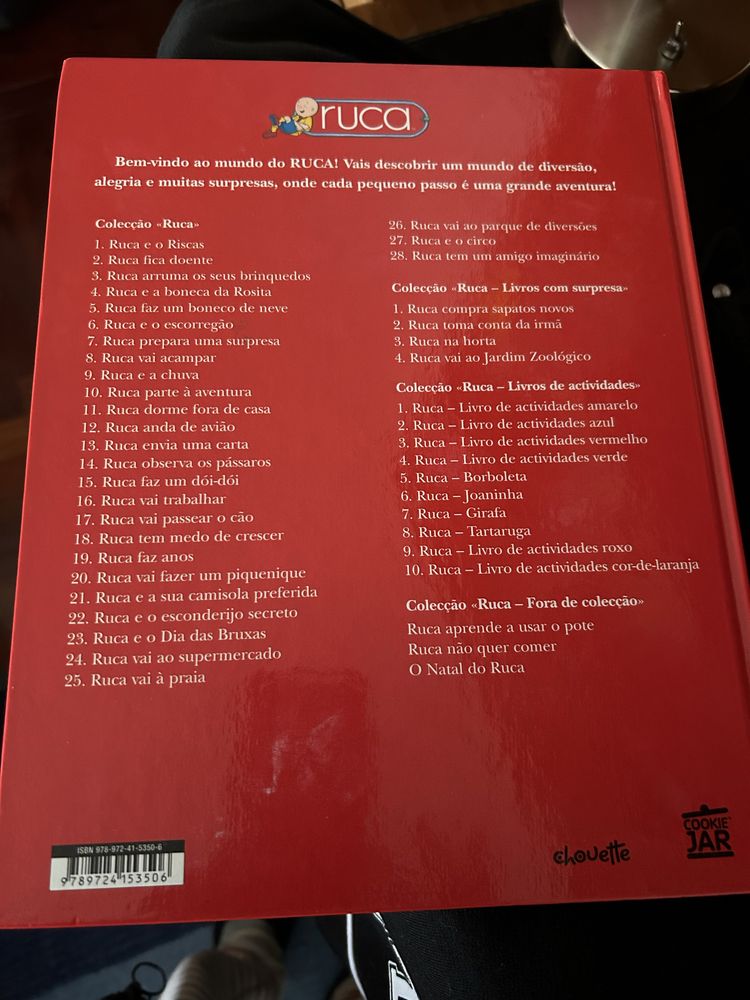 ruca
Bem-vindo ao mundo do RUCA! Vais descobrir um mundo de diversão,
alegria e muitas surpresas, onde cada pequeno passo é uma grande aventura!
Colecção «Ruca»
1. Ruca e o Riscas
2. Ruca fica doente
3. Ruca arruma os seus brinquedos
4. Ruca e a boneca da Rosita
5. Ruca faz um boneco de neve
6. Ruca e o escorregão
7. Ruca prepara uma surpresa
8. Ruca vai acampar
9. Ruca e a chuva
10. Ruca parte à aventura
11. Ruca dorme fora de casa
12. Ruca anda de avião
13. Ruca envia uma carta
14. Ruca observa os pássaros
15. Ruca faz um dói-dói
16. Ruca vai trabalhar
17. Ruca vai passear o cão
18. Ruca tem medo de crescer
19. Ruca faz anos
20. Ruca vai fazer um piquenique
21. Ruca e a sua camisola preferida
22. Ruca e o esconderijo secreto
23. Ruca e o Dia das Bruxas
24. Ruca vai ao supermercado
25. Ruca vai à praia
26. Ruca vai ao parque de diversões
27. Ruca e o circo
28. Ruca tem um amigo imaginário
Colecção «Ruca – Livros com surpresa»
1. Ruca compra sapatos novos
2. Ruca toma conta da irmã
3. Ruca na horta
4. Ruca vai ao Jardim Zoológico
Colecção «Ruca – Livros de actividades»
1. Ruca – Livro de actividades amarelo
2. Ruca – Livro de actividades azul
3. Ruca – Livro de actividades vermelho
4. Ruca – Livro de actividades verde
5. Ruca – Borboleta
6. Ruca – Joaninha
7. Ruca – Girafa
8. Ruca – Tartaruga
9. Ruca – Livro de actividades roxo
10. Ruca – Livro de actividades cor-de-laranja
Colecção «Ruca – Fora de colecção»
Ruca aprende a usar o pote
Ruca não quer comer
O Natal do Ruca
ISBN 978-972-41-5350-6
9789724153506
chouette
COOKIE
JAR